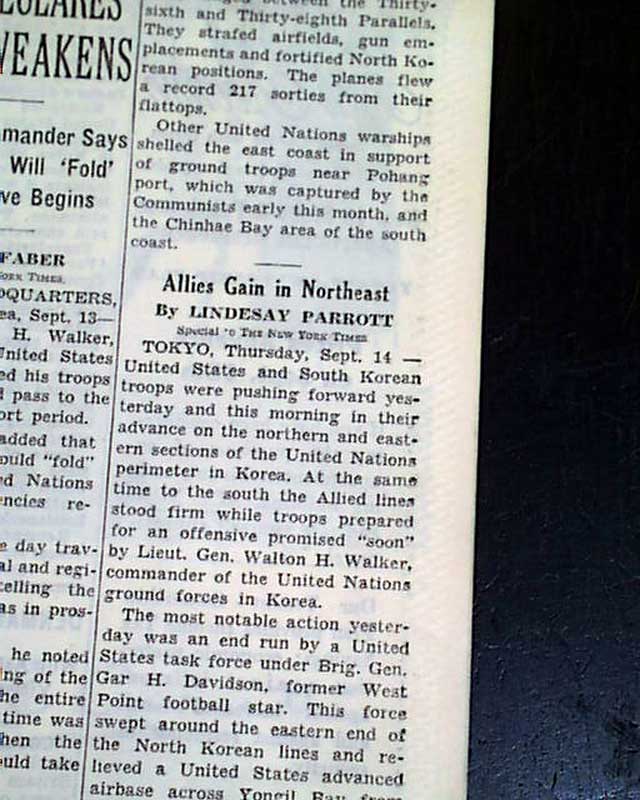 ECLARES
WEAKENS
mmander Says
Will ‘Fold’
ve Begins
FABER
YORK TIMES.
DQUARTERS,
ea, Sept. 13—
H. Walker,
United States
ed his troops
d pass to the
ort period.
added that
ould "fold"
ed Nations
encies re-
e day trav-
al and regi-
telling the
as in pros-
he noted
ng of the
he entire
time was
hen the
ould take
between the Thirty-
sixth and Thirty-eighth Parallels.
They strafed airfields, gun em-
placements and fortified North Ko-
rean positions. The planes flew
a record 217 sorties from their
flattops.
Other United Nations warships
shelled the east coast in support
of ground troops near Pohang
port, which was captured by the
Communists early this month, and
the Chinhae Bay area of the south
coast.
Allies Gain in Northeast
By LINDESAY PARROTT
Special to THE NEW YORK TIMES
TOKYO, Thursday, Sept. 14 —
United States and South Korean
troops were pushing forward yes-
terday and this morning in their
advance on the northern and east-
ern sections of the United Nations
perimeter in Korea. At the same
time to the south the Allied lines
stood firm while troops prepared
for an offensive promised "soon"
by Lieut. Gen. Walton H. Walker,
commander of the United Nations
ground forces in Korea.
The most notable action yester-
day was an end run by a United
States task force under Brig. Gen.
Gar H. Davidson, former West
Point football star. This force
swept around the eastern end of
the North Korean lines and re-
lieved a United States advanced
airbase across Yongil Bay from